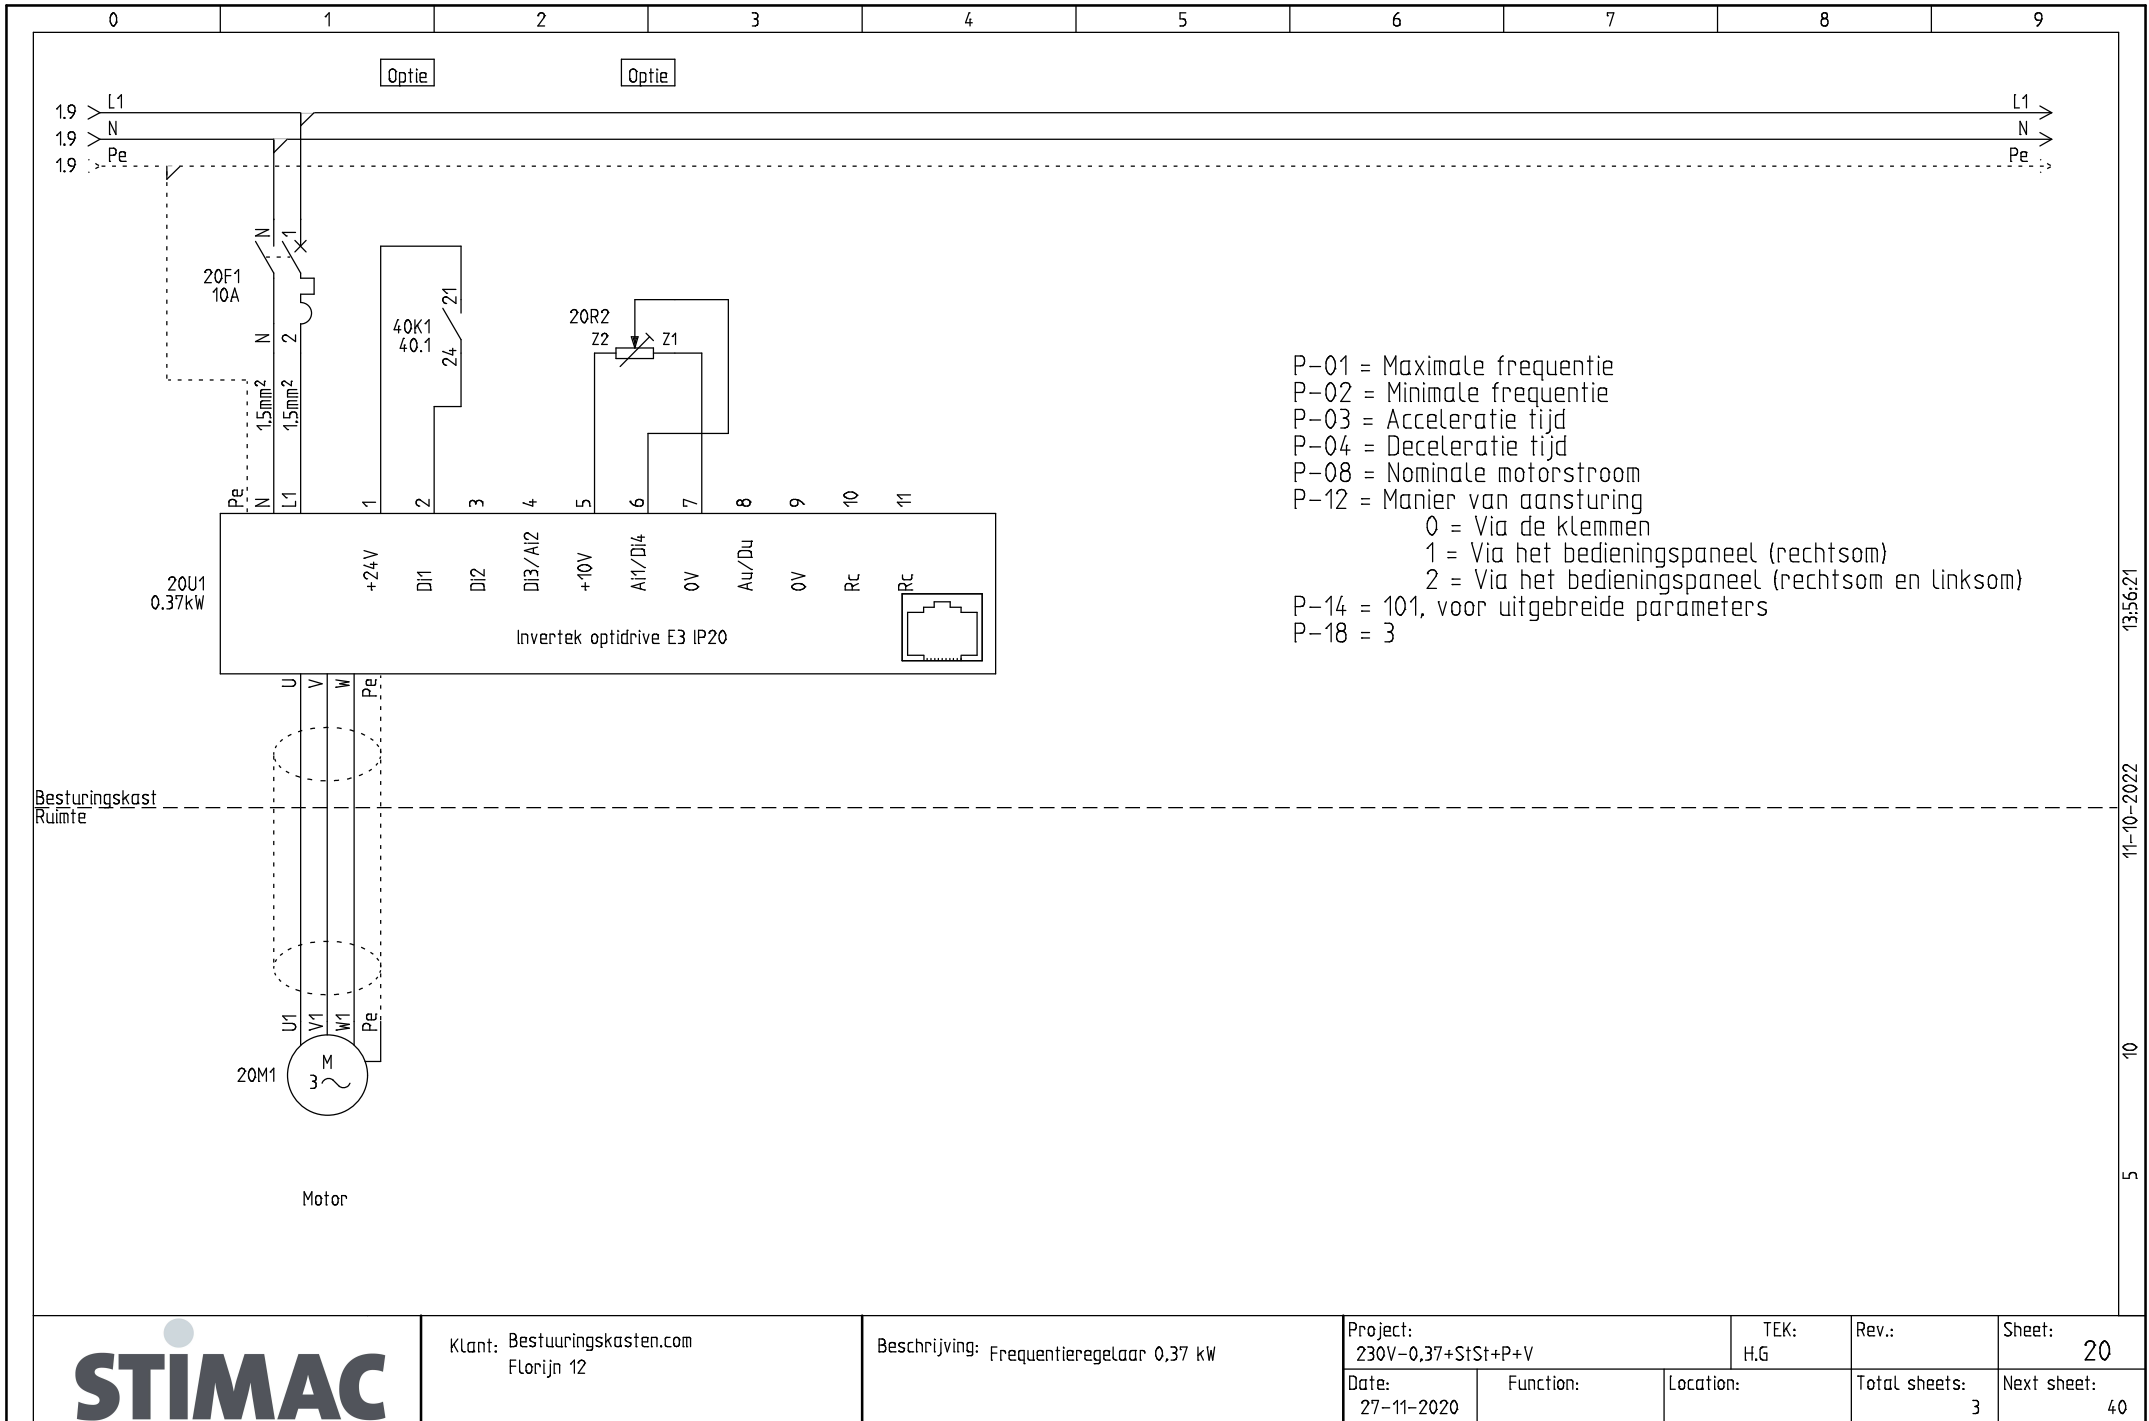 0 1 2 3 4 5 6 7 8 9
Optie Optie
1.9 L1 L1
1.9 N N
1.9 Pe Pe
N 1
20F1
10A
N 2
1.5mm² 1.5mm²
21
40K1
40.1
24
20R2
Z2 Z1
P-01 = Maximale frequentie
P-02 = Minimale frequentie
P-03 = Acceleratie tijd
P-04 = Deceleratie tijd
P-08 = Nominale motorstroom
P-12 = Manier van aansturing
0 = Via de klemmen
1 = Via het bedieningspaneel (rechtsom)
2 = Via het bedieningspaneel (rechtsom en linksom)
P-14 = 101, voor uitgebreide parameters
P-18 = 3
Pe N L1 1 2 3 4 5 6 7 8 9 10 11
+24V Di1 Di2 Di3/Ai2 +10V Ai1/Di4 0V Au/Du 0V Rc Rc
20U1
0.37kW
Invertek optidrive E3 IP20
U V W Pe
Besturingskast
Ruimte
U1 V1 W1 Pe
20M1
M
3
Motor
13:56:21
11-10-2022
10
5
STIMAC
Klant: Bestuuringskasten.com
Florijn 12
Beschrijving: Frequentieregelaar 0,37 kW
Project:
230V-0,37+StSt+P+V
TEK:
H.G
Rev.:
Sheet:
20
Date:
27-11-2020
Function:
Location:
Total sheets:
3
Next sheet:
40